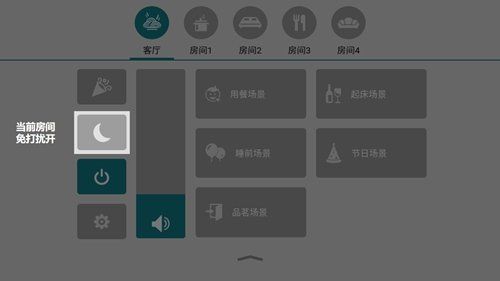 客厅
房间1
房间2
房间3
房间4
当前房间
免打扰开
用餐场景
起床场景
睡前场景
节日场景
品茗场景